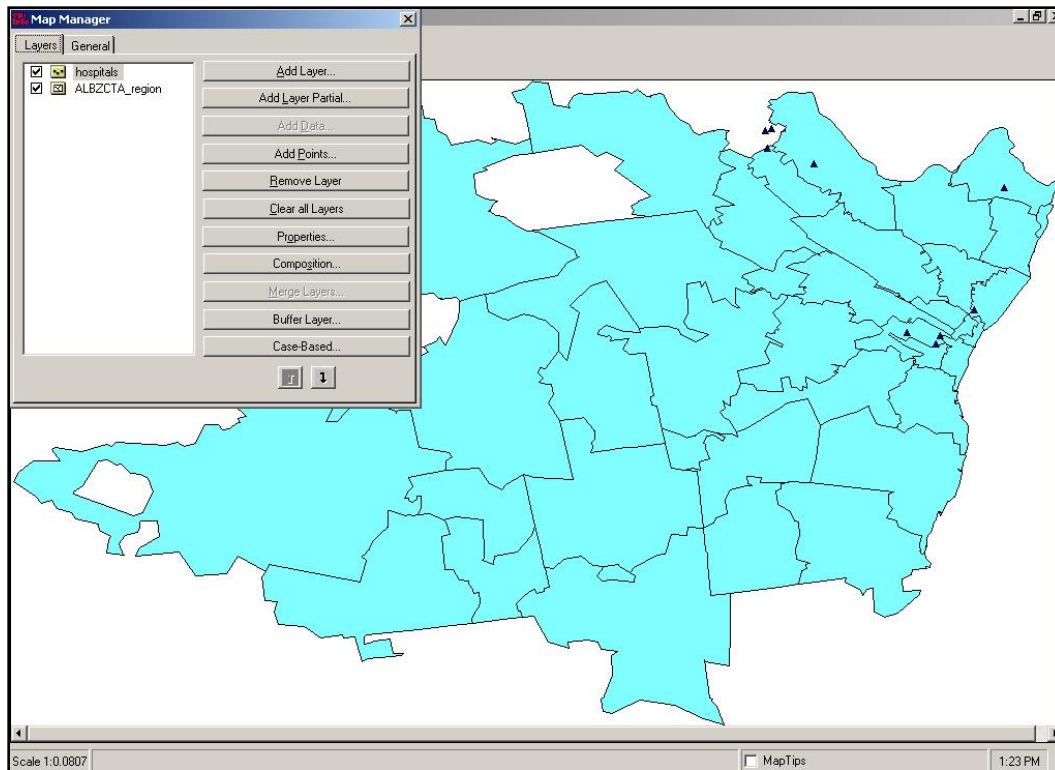 Map Manager
Layers General
hospitals
ALBZCTA_region
Add Layer...
Add Layer Partial...
Add Data...
Add Points...
Remove Layer
Clear all Layers
Properties...
Composition...
Merge Layers...
Buffer Layer...
Case-Based...
Scale 1:0.0807 MapTips 1:23 PM